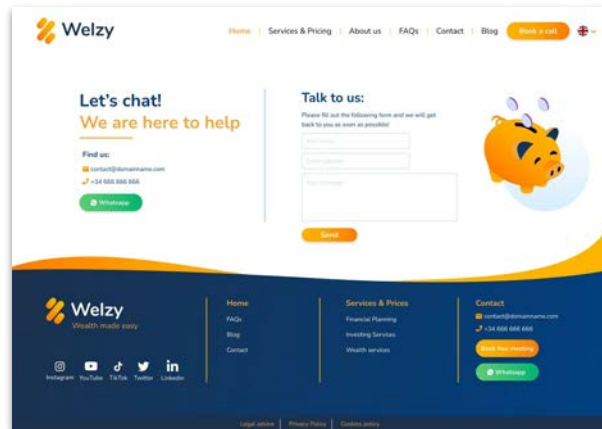 Welzy
Home Services & Pricing About us FAQs Contact Blog Book a call
Let's chat!
We are here to help
Find us:
contact@domainname.com
+34 666 666 666
Whatsapp
Talk to us:
Please fill out the following form and we will get
back to you as soon as possible!
Your message
Send
Welzy
Wealth made easy
Instagram YouTube TikTok Twitter Linkedin
Home
FAQs
Blog
Contact
Services & Prices
Financial Planning
Investing Services
Wealth services
Contact
contact@domainname.com
+34 666 666 666
Book free meeting
Whatsapp
Legal advice Privacy Policy Cookies policy